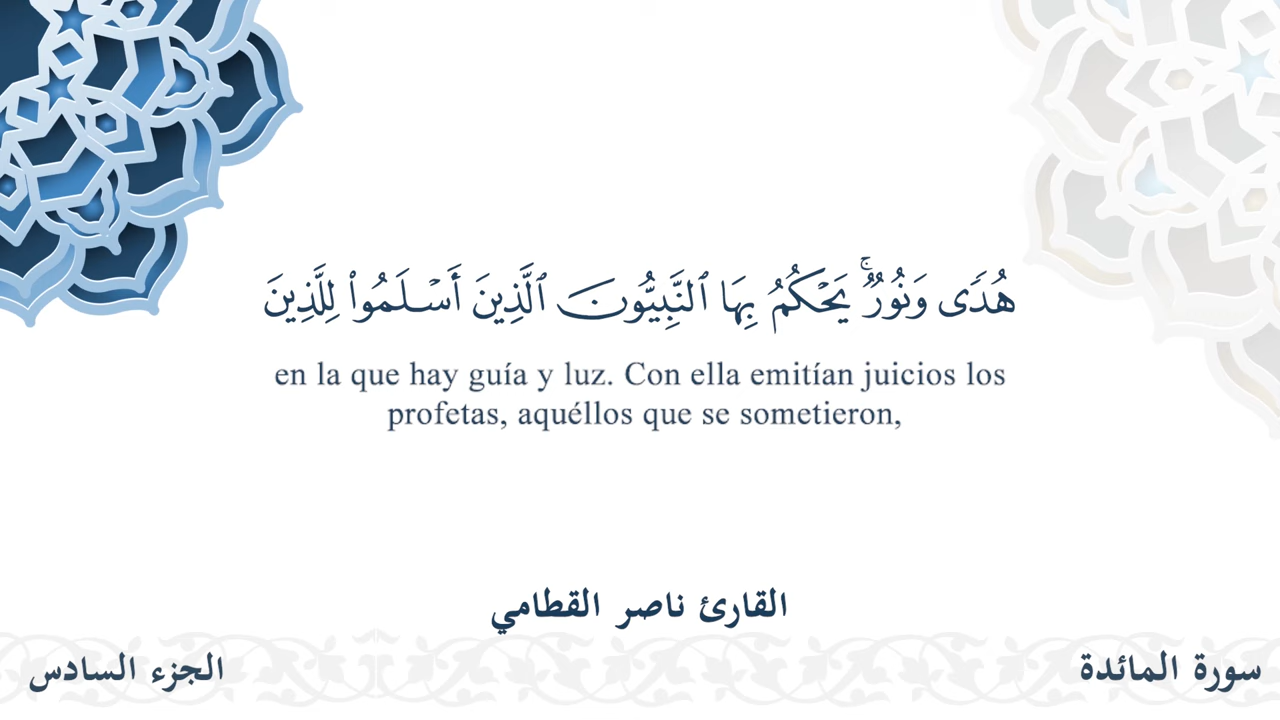 هُدٗى وَنُورٞۚ يَحۡكُمُ بِهَا ٱلنَّبِيُّونَ ٱلَّذِينَ أَسۡلَمُواْ لِلَّذِينَ
en la que hay guía y luz. Con ella emitían juicios los
profetas, aquéllos que se sometieron,
القارئ ناصر القطامي
سورة المائدة
الجزء السادس